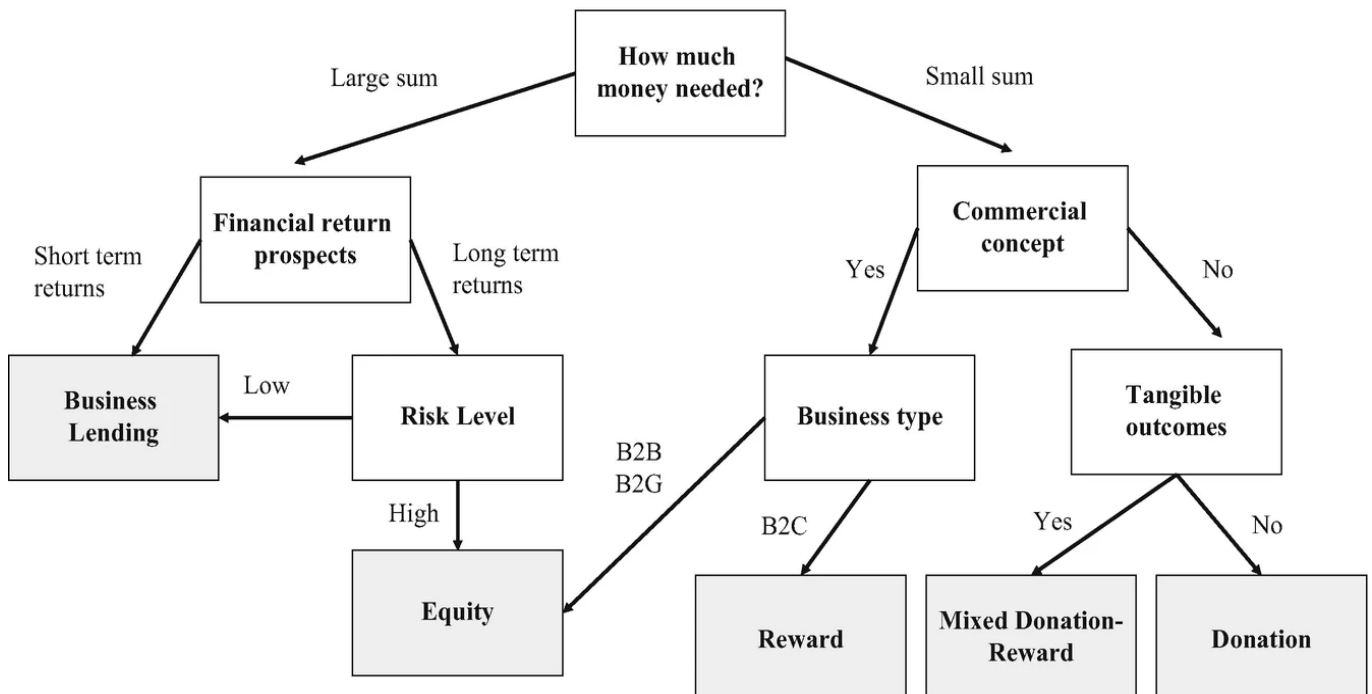 How much
money needed?
Large sum
Small sum
Financial return
prospects
Commercial
concept
Short term
returns
Long term
returns
Yes
No
Business
Lending
Low
Risk Level
Business type
Tangible
outcomes
B2B
B2G
High
B2C
Yes
No
Equity
Reward
Mixed Donation-
Reward
Donation